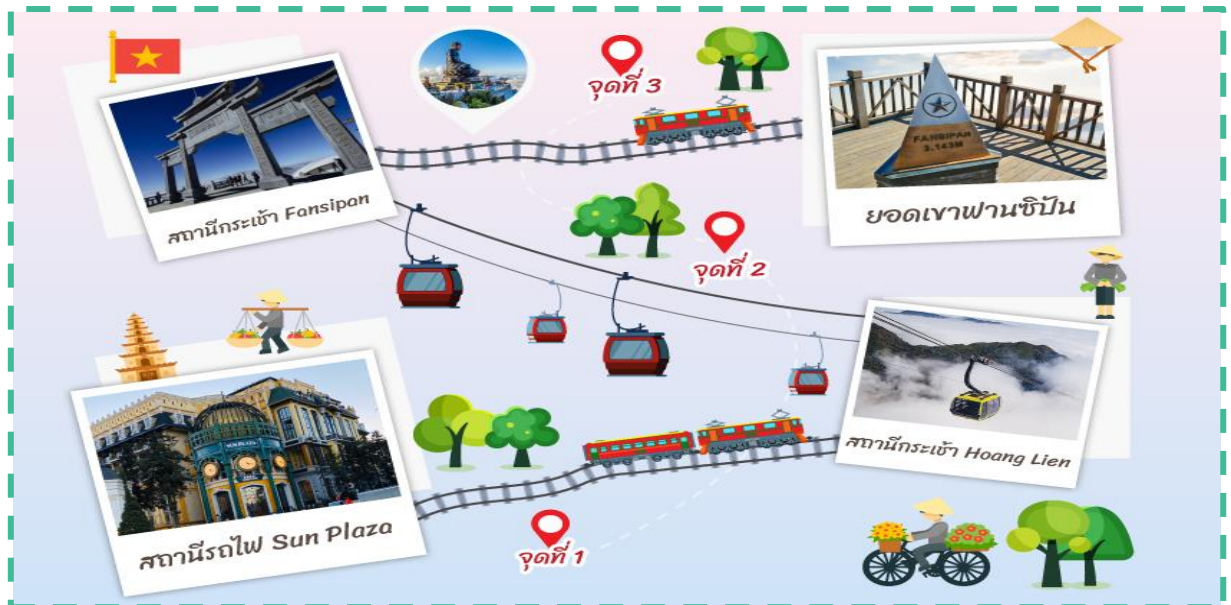 จุดที่ 3
FANSIPAN
3.143M
สถานีกระเช้า Fansipan
ยอดเขาฟานซิปัน
จุดที่ 2
SUN PLAZA
สถานีกระเช้า Hoang Lien
สถานีรถไฟ Sun Plaza
จุดที่ 1